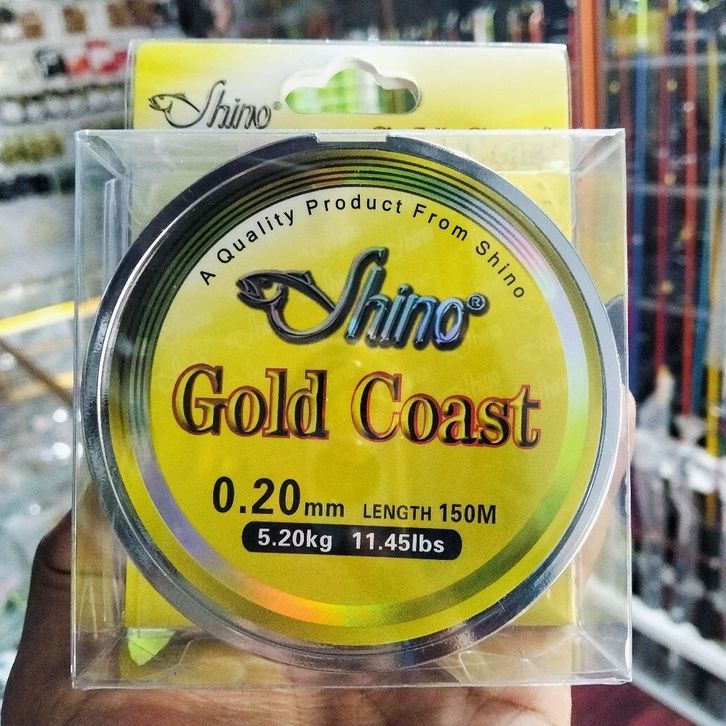 Shino®
A Quality Product From Shino
Shino®
Gold Coast
0.20mm LENGTH 150M
5.20kg 11.45lbs